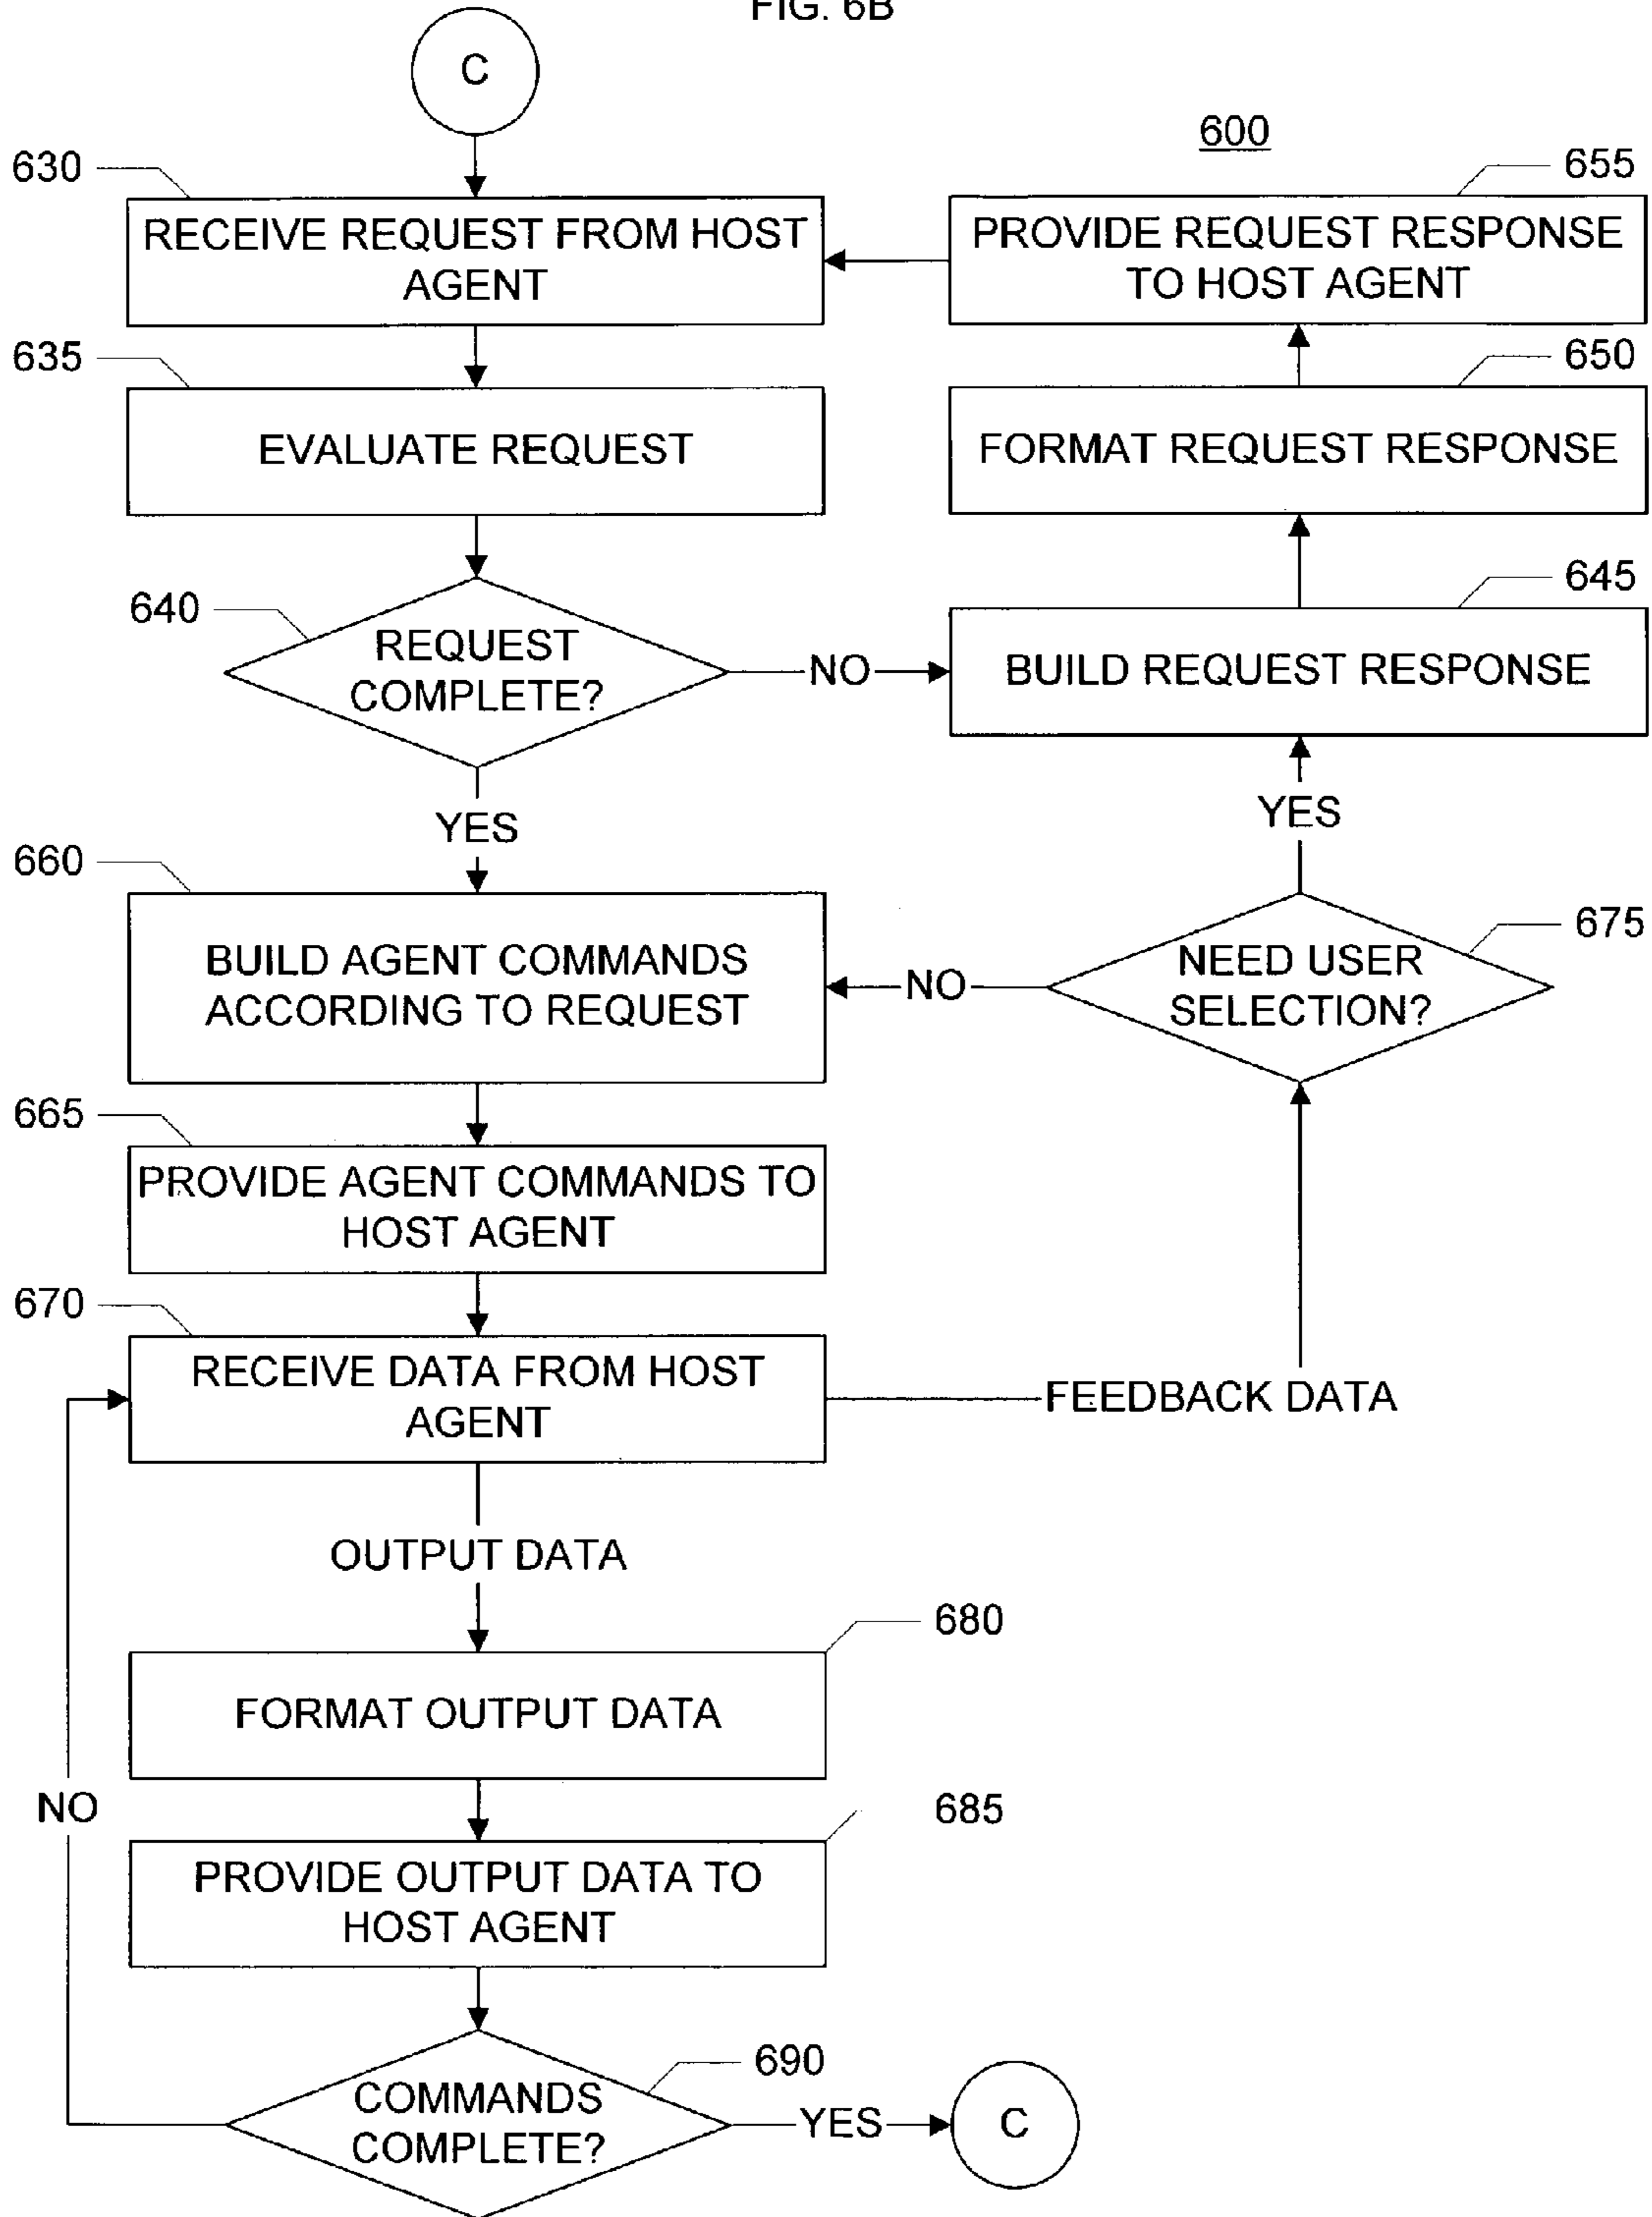 FIG. 6B
C
600
630
RECEIVE REQUEST FROM HOST
AGENT
655
PROVIDE REQUEST RESPONSE
TO HOST AGENT
635
EVALUATE REQUEST
650
FORMAT REQUEST RESPONSE
640
REQUEST
COMPLETE?
NO
645
BUILD REQUEST RESPONSE
YES
YES
660
BUILD AGENT COMMANDS
ACCORDING TO REQUEST
NO
675
NEED USER
SELECTION?
665
PROVIDE AGENT COMMANDS TO
HOST AGENT
670
RECEIVE DATA FROM HOST
AGENT
FEEDBACK DATA
OUTPUT DATA
680
FORMAT OUTPUT DATA
NO
685
PROVIDE OUTPUT DATA TO
HOST AGENT
690
COMMANDS
COMPLETE?
YES
C